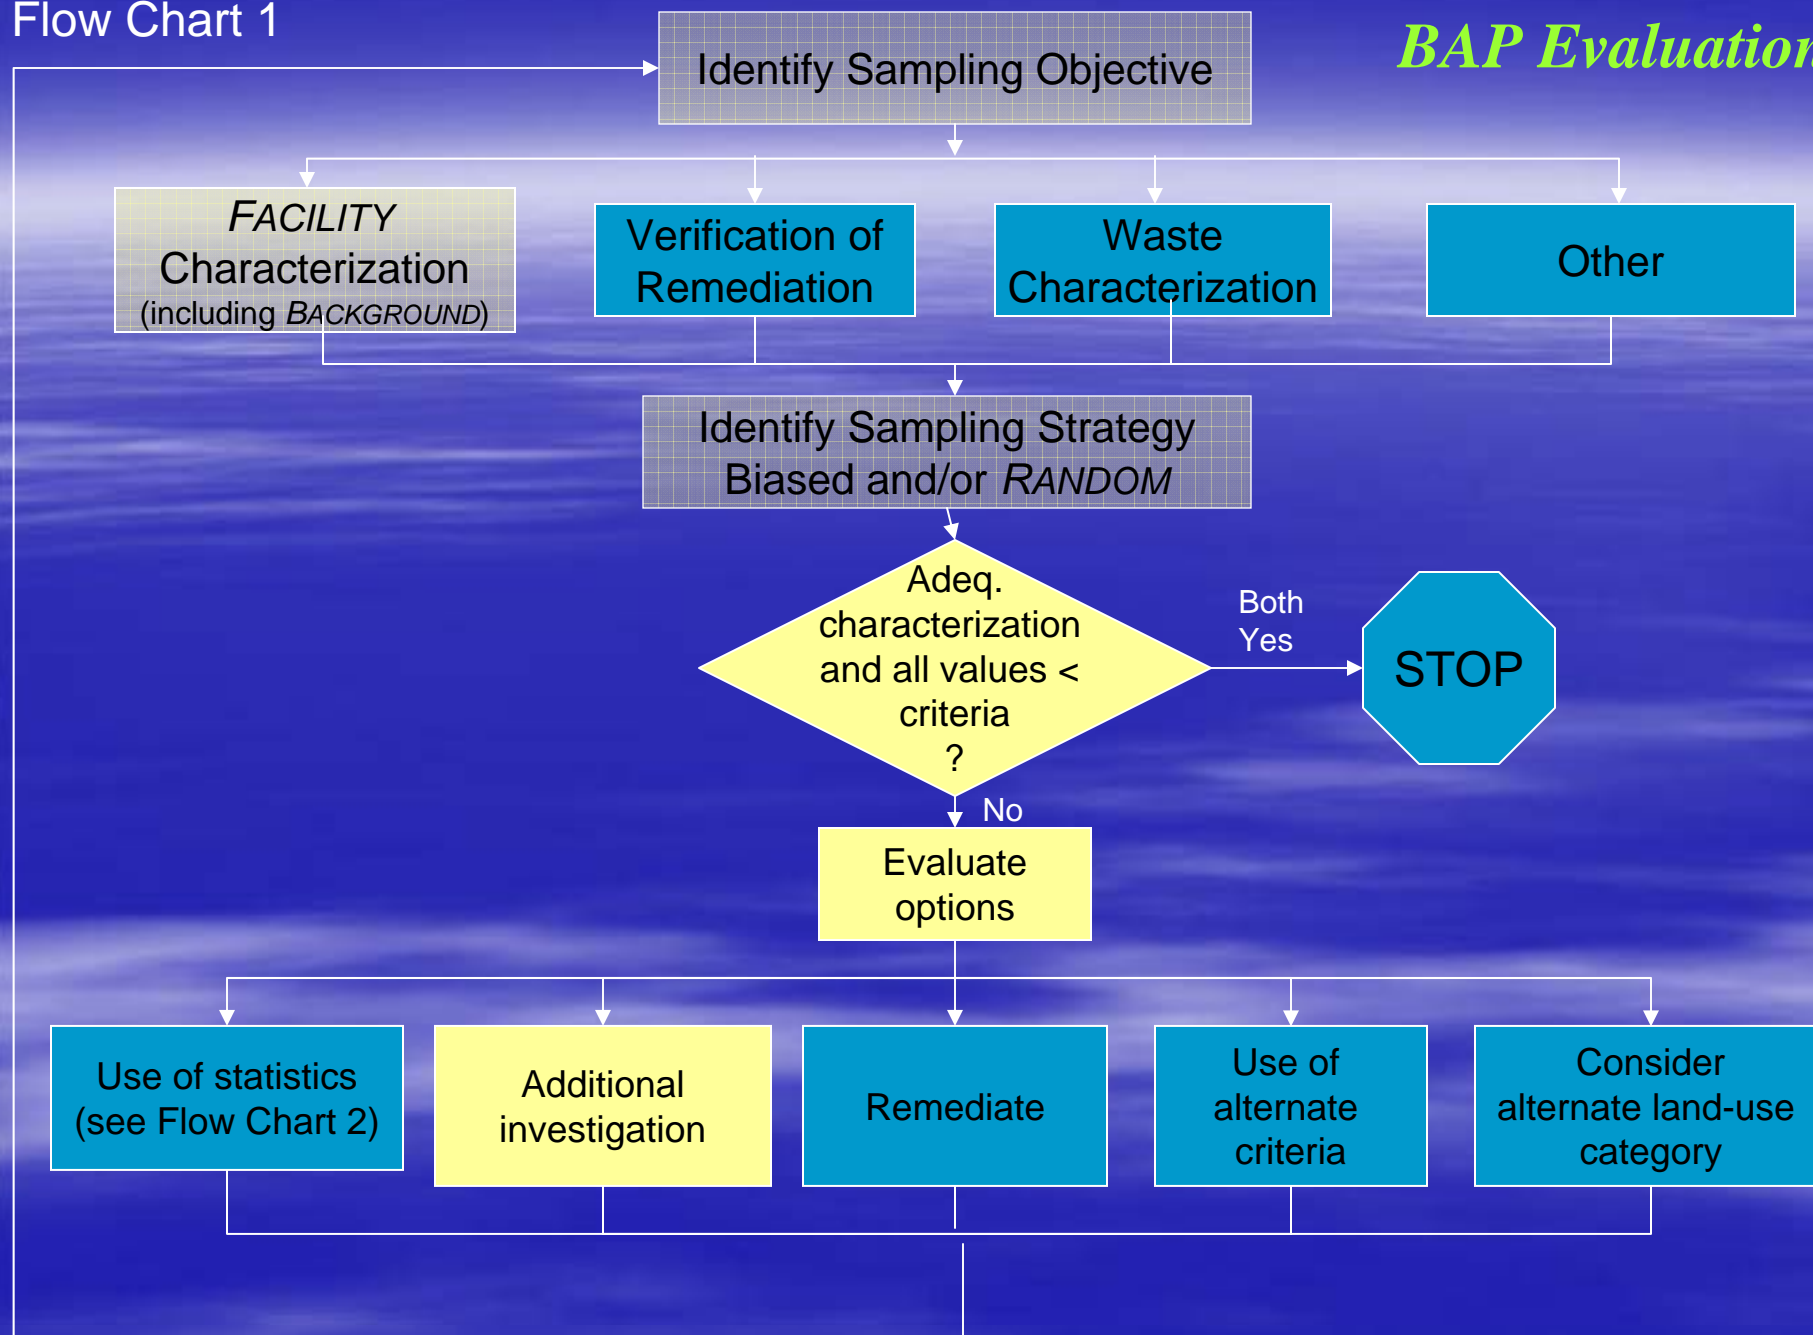 Flow Chart 1
BAP Evaluation
Identify Sampling Objective
FACILITY
Characterization
(including BACKGROUND)
Verification of
Remediation
Waste
Characterization
Other
Identify Sampling Strategy
Biased and/or RANDOM
Adeq.
characterization
and all values <
criteria
?
Both
Yes
STOP
No
Evaluate
options
Use of statistics
(see Flow Chart 2)
Additional
investigation
Remediate
Use of
alternate
criteria
Consider
alternate land-use
category